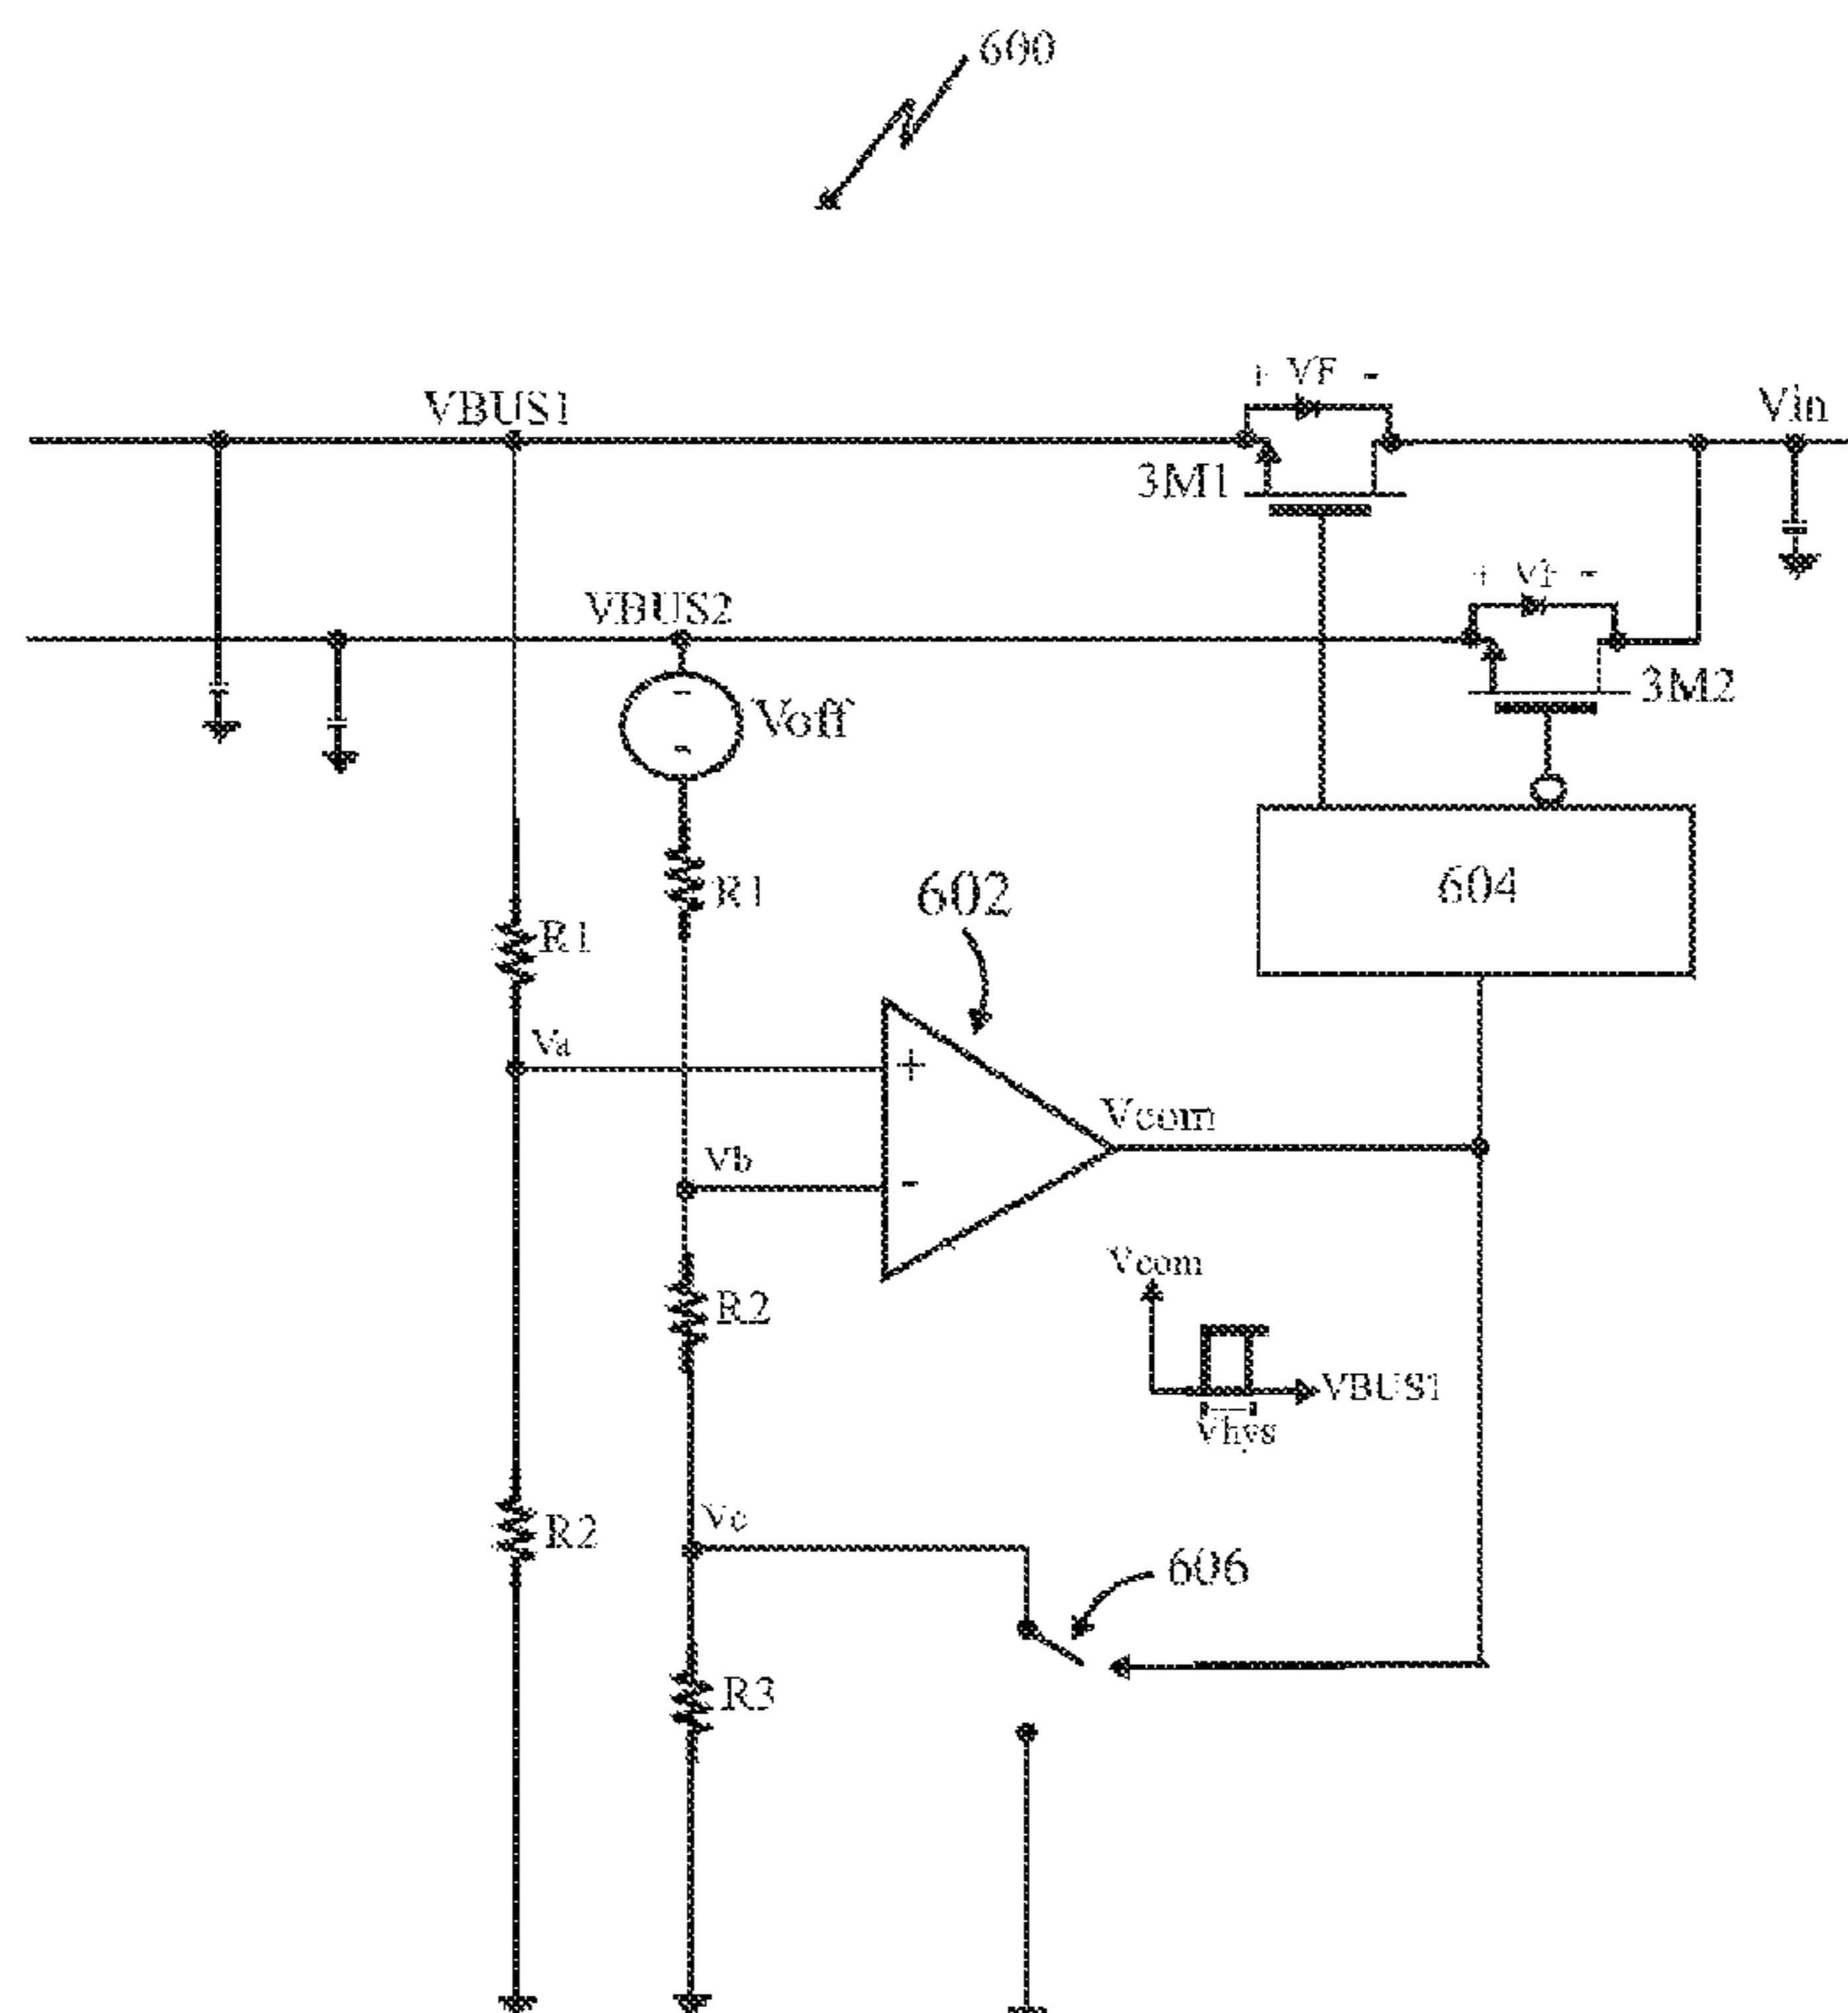 600
+ VF -
VBUS1
Vin
3M1
+ VF -
VBUS2
3M2
-
Voff
-
R1
602
604
R1
Va
+
Vcom
Vb
-
Vcom
R2
VBUS1
Vhys
Vc
R2
606
R3